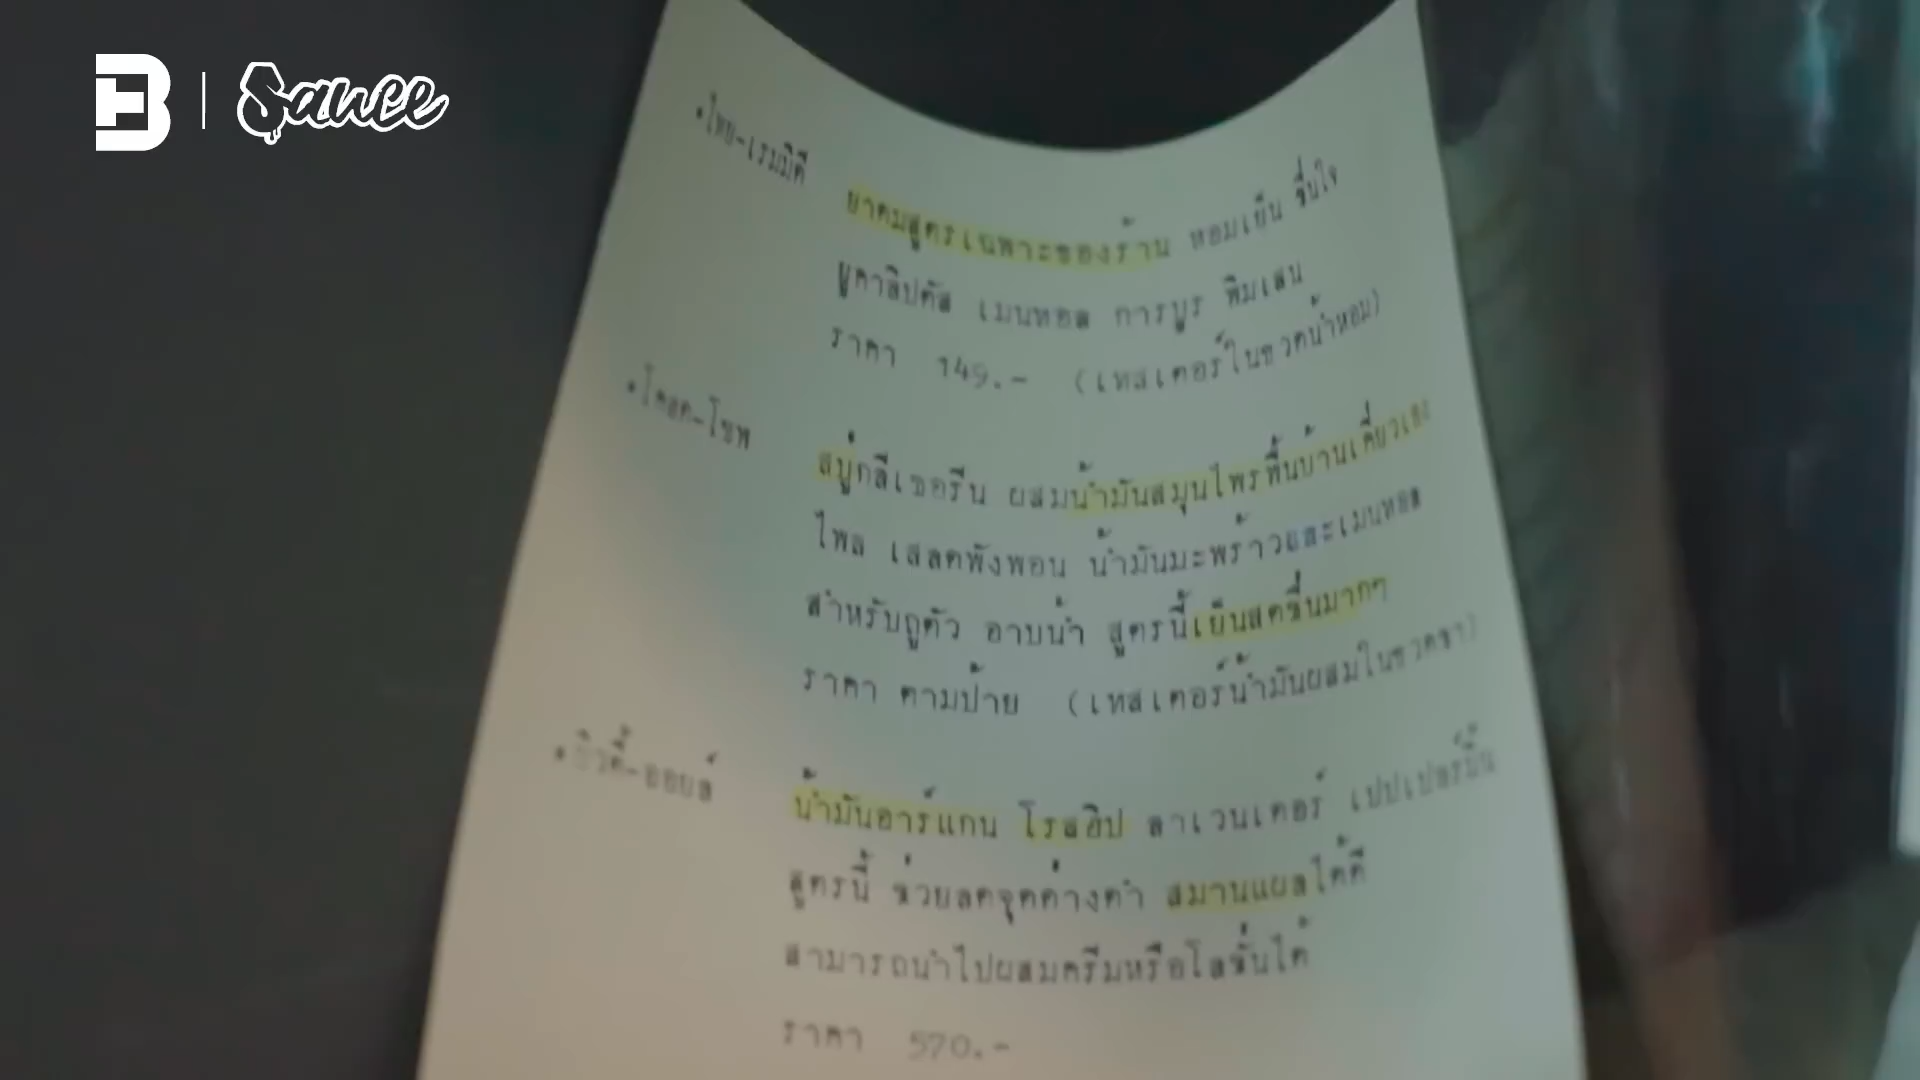 B | Sauce
•ไทย-เรมมิดี
ยาดมสูตรเฉพาะของร้าน หอมเย็น ชื่นใจ
ยูคาลิปตัส เมนทอล การบูร พิมเสน
ราคา 149.- (เทสเตอร์ในขวดน้ำหอม)
•โคอด-โซพ
สบู่กลีเซอรีน ผสมน้ำมันสมุนไพรพื้นบ้านเคี่ยวเอง
ไพล เสลดพังพอน น้ำมันมะพร้าวและเมนทอล
สำหรับถูตัว อาบน้ำ สูตรนี้เย็นสดชื่นมากๆ
ราคา ตามป้าย (เทสเตอร์น้ำมันผสมในขวดชา)
•บิวตี้-ออยล์
น้ำมันอาร์แกน โรสฮิป ลาเวนเดอร์ เปปเปอร์มิ้น
สูตรนี้ ช่วยลดจุดด่างดำ สมานแผลได้ดี
สามารถนำไปผสมครีมหรือโลชั่นได้
ราคา 570.-